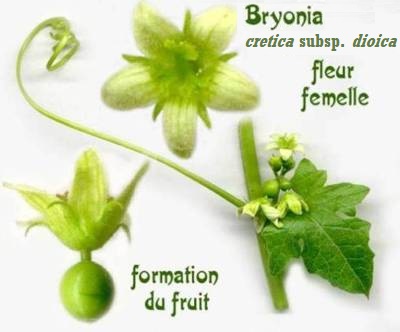 Bryonia
cretica subsp. dioica
fleur
femelle
formation
du fruit